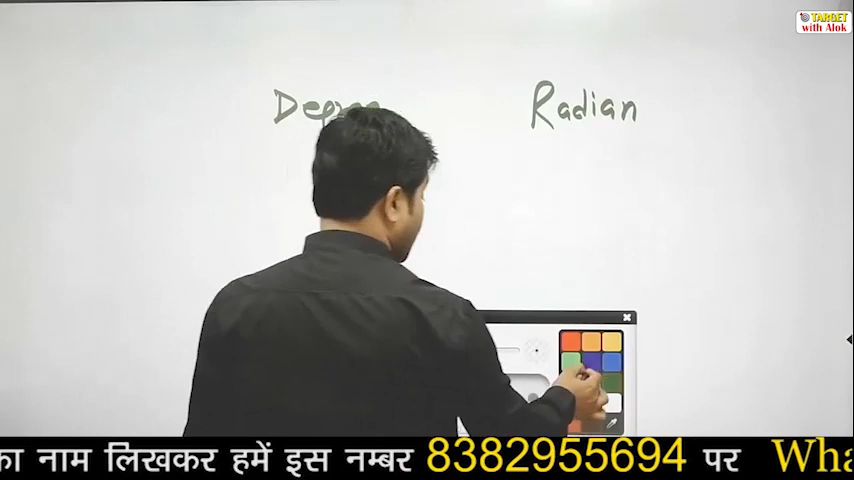 TARGET
with Alok
Radian
का नाम लिखकर हमें इस नम्बर 8382955694 पर